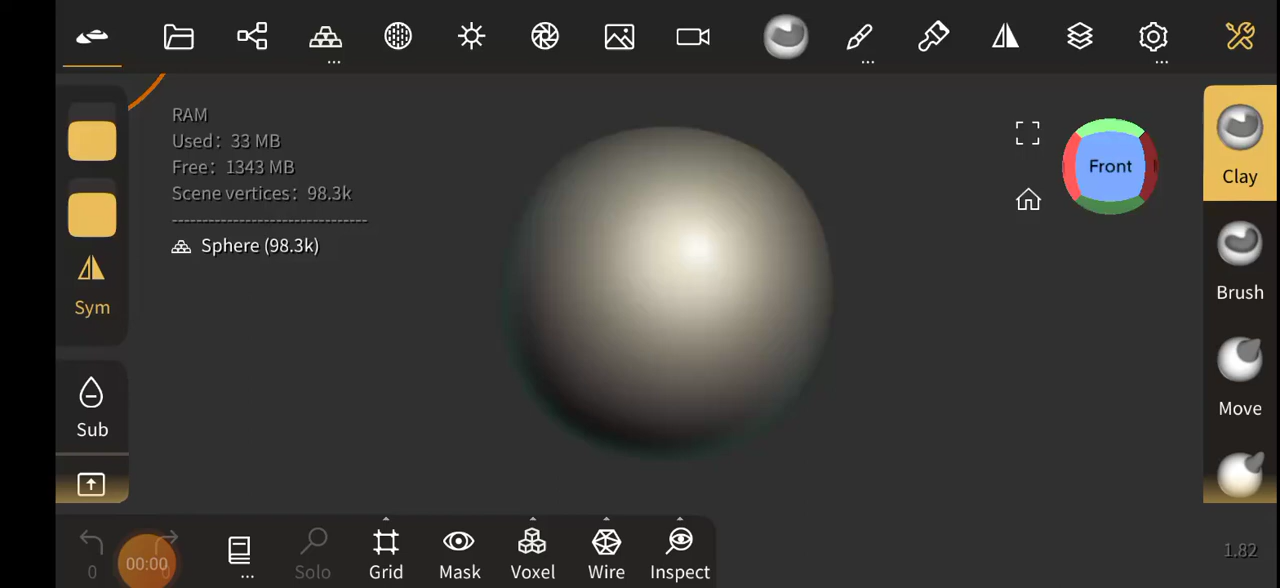 RAM
Used: 33 MB
Free: 1343 MB
Scene vertices: 98.3k
--------------------------------
Sphere (98.3k)
Front
Clay
Brush
Move
Sym
Sub
0
00:00
...
Solo
Grid
Mask
Voxel
Wire
Inspect
1.82